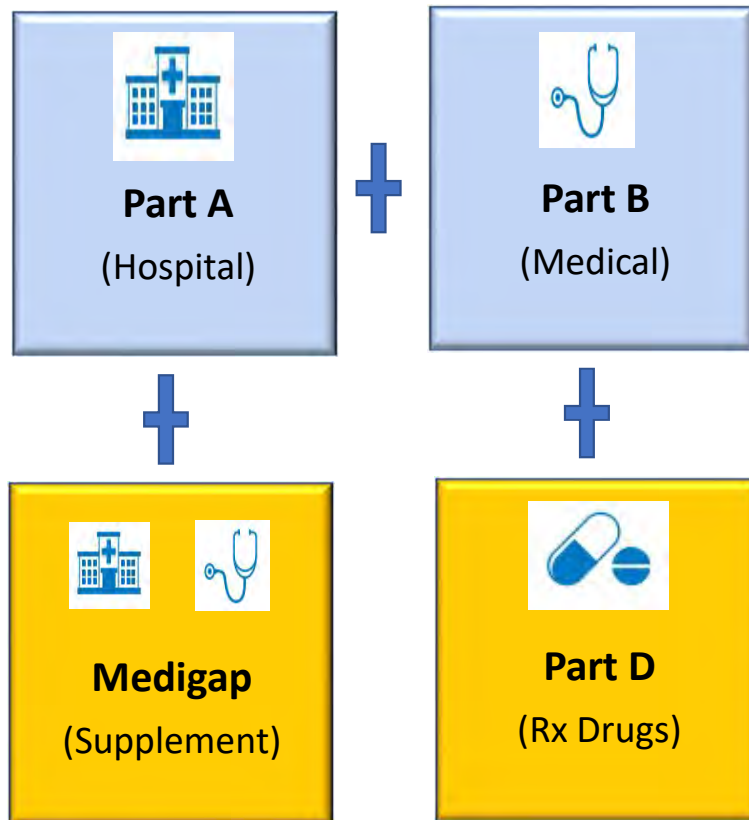 Part A
(Hospital)
Part B
(Medical)
Medigap
(Supplement)
Part D
(Rx Drugs)